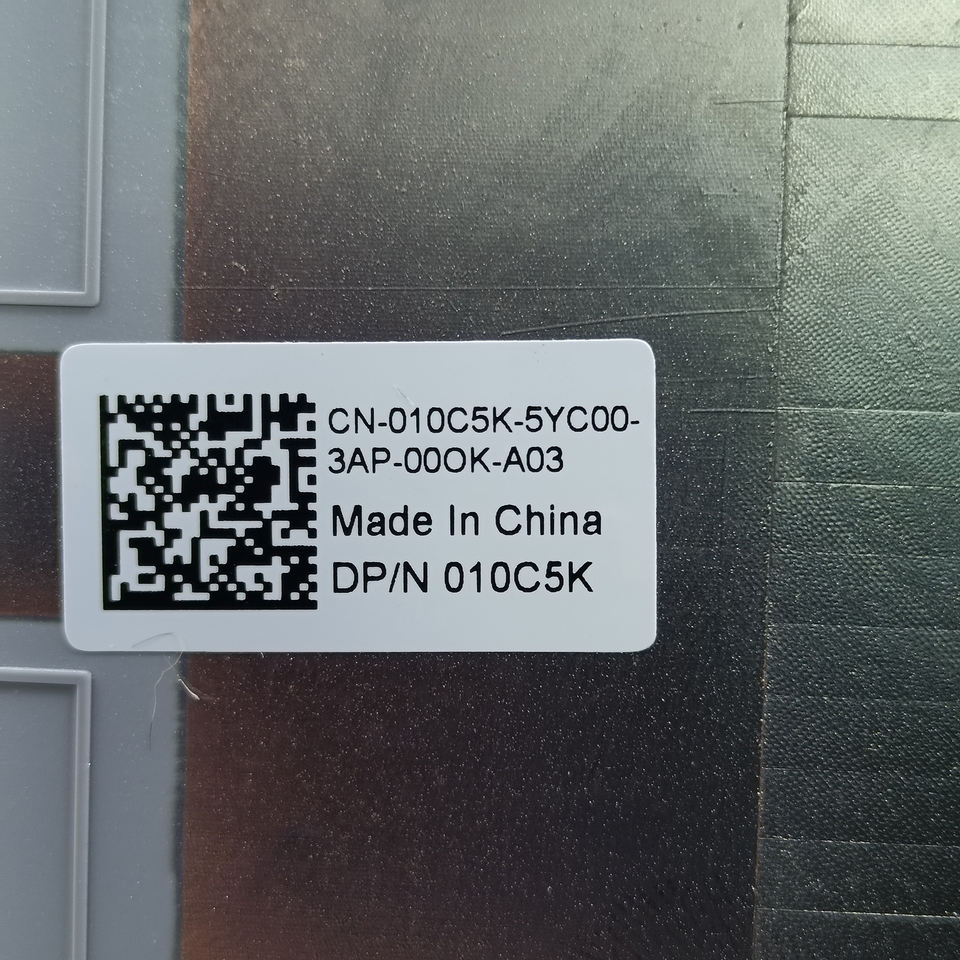 CN-010C5K-5YC00-
3AP-00OK-A03
Made In China
DP/N 010C5K